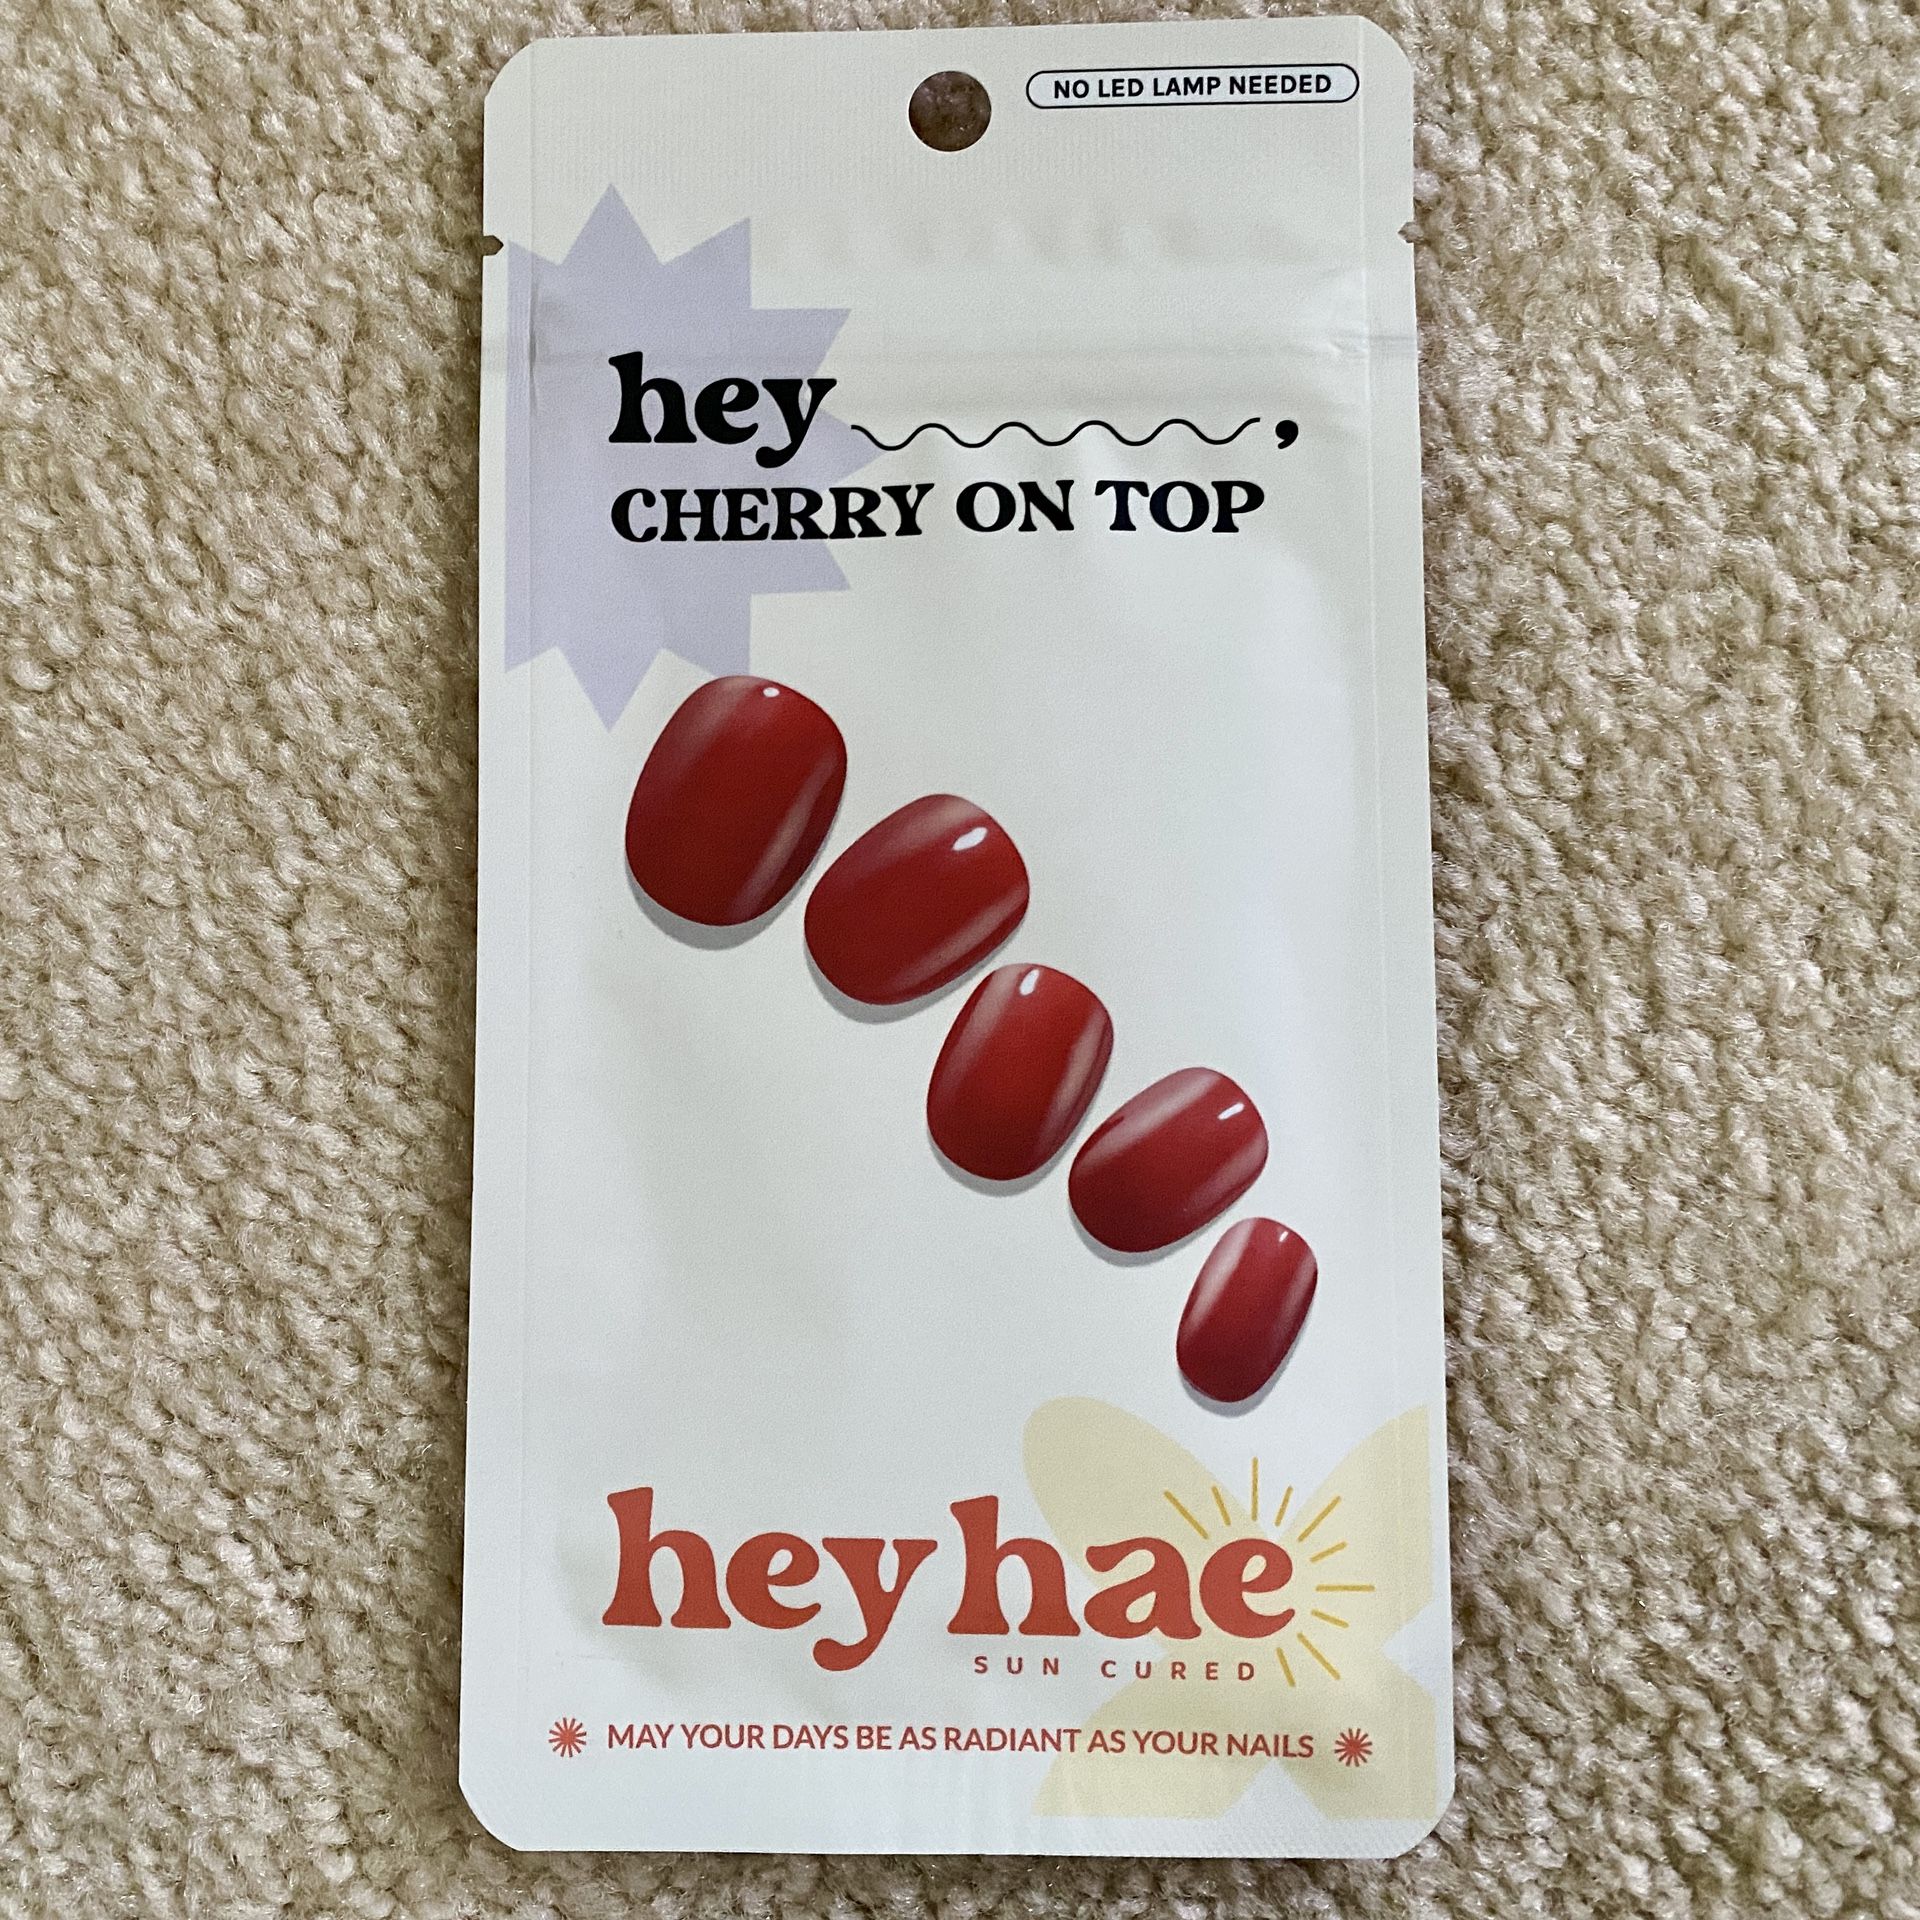 NO LED LAMP NEEDED
hey ,
CHERRY ON TOP
hey hae
SUN CURED
MAY YOUR DAYS BE AS RADIANT AS YOUR NAILS